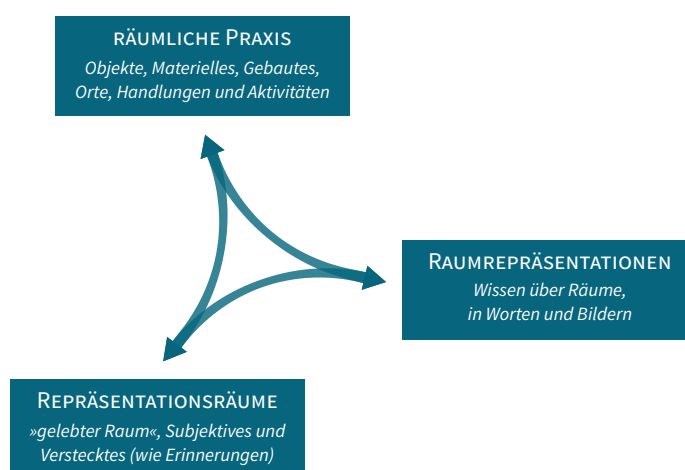 räumliche Praxis
Objekte, Materielles, Gebautes,
Orte, Handlungen und Aktivitäten
Raumrepräsentationen
Wissen über Räume,
in Worten und Bildern
Repräsentationsräume
»gelebter Raum«, Subjektives und
Verstecktes (wie Erinnerungen)